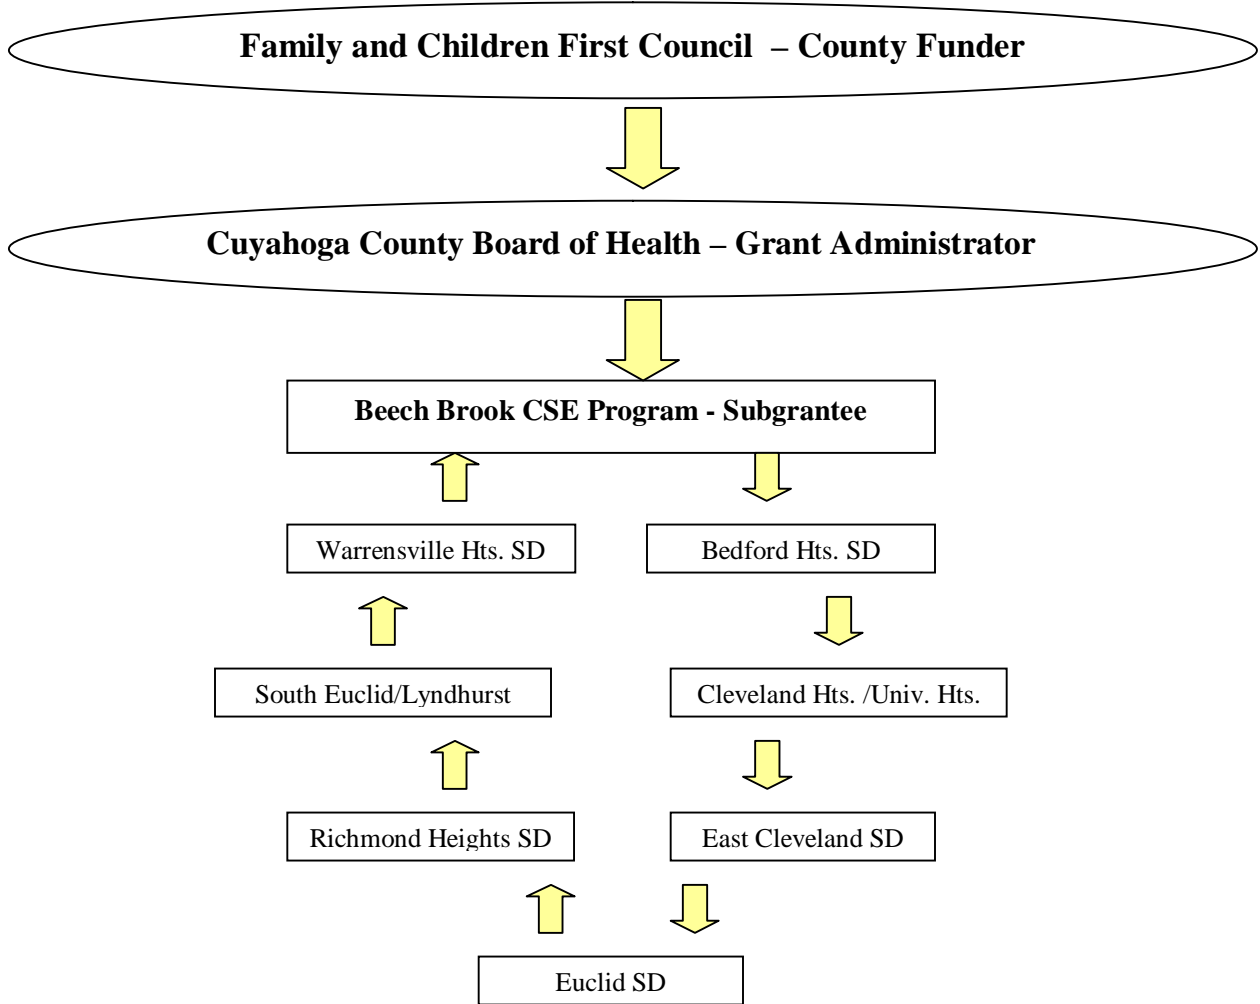 Family and Children First Council – County Funder
Cuyahoga County Board of Health – Grant Administrator
Beech Brook CSE Program - Subgrantee
Warrensville Hts. SD
Bedford Hts. SD
South Euclid/Lyndhurst
Cleveland Hts. /Univ. Hts.
Richmond Heights SD
East Cleveland SD
Euclid SD